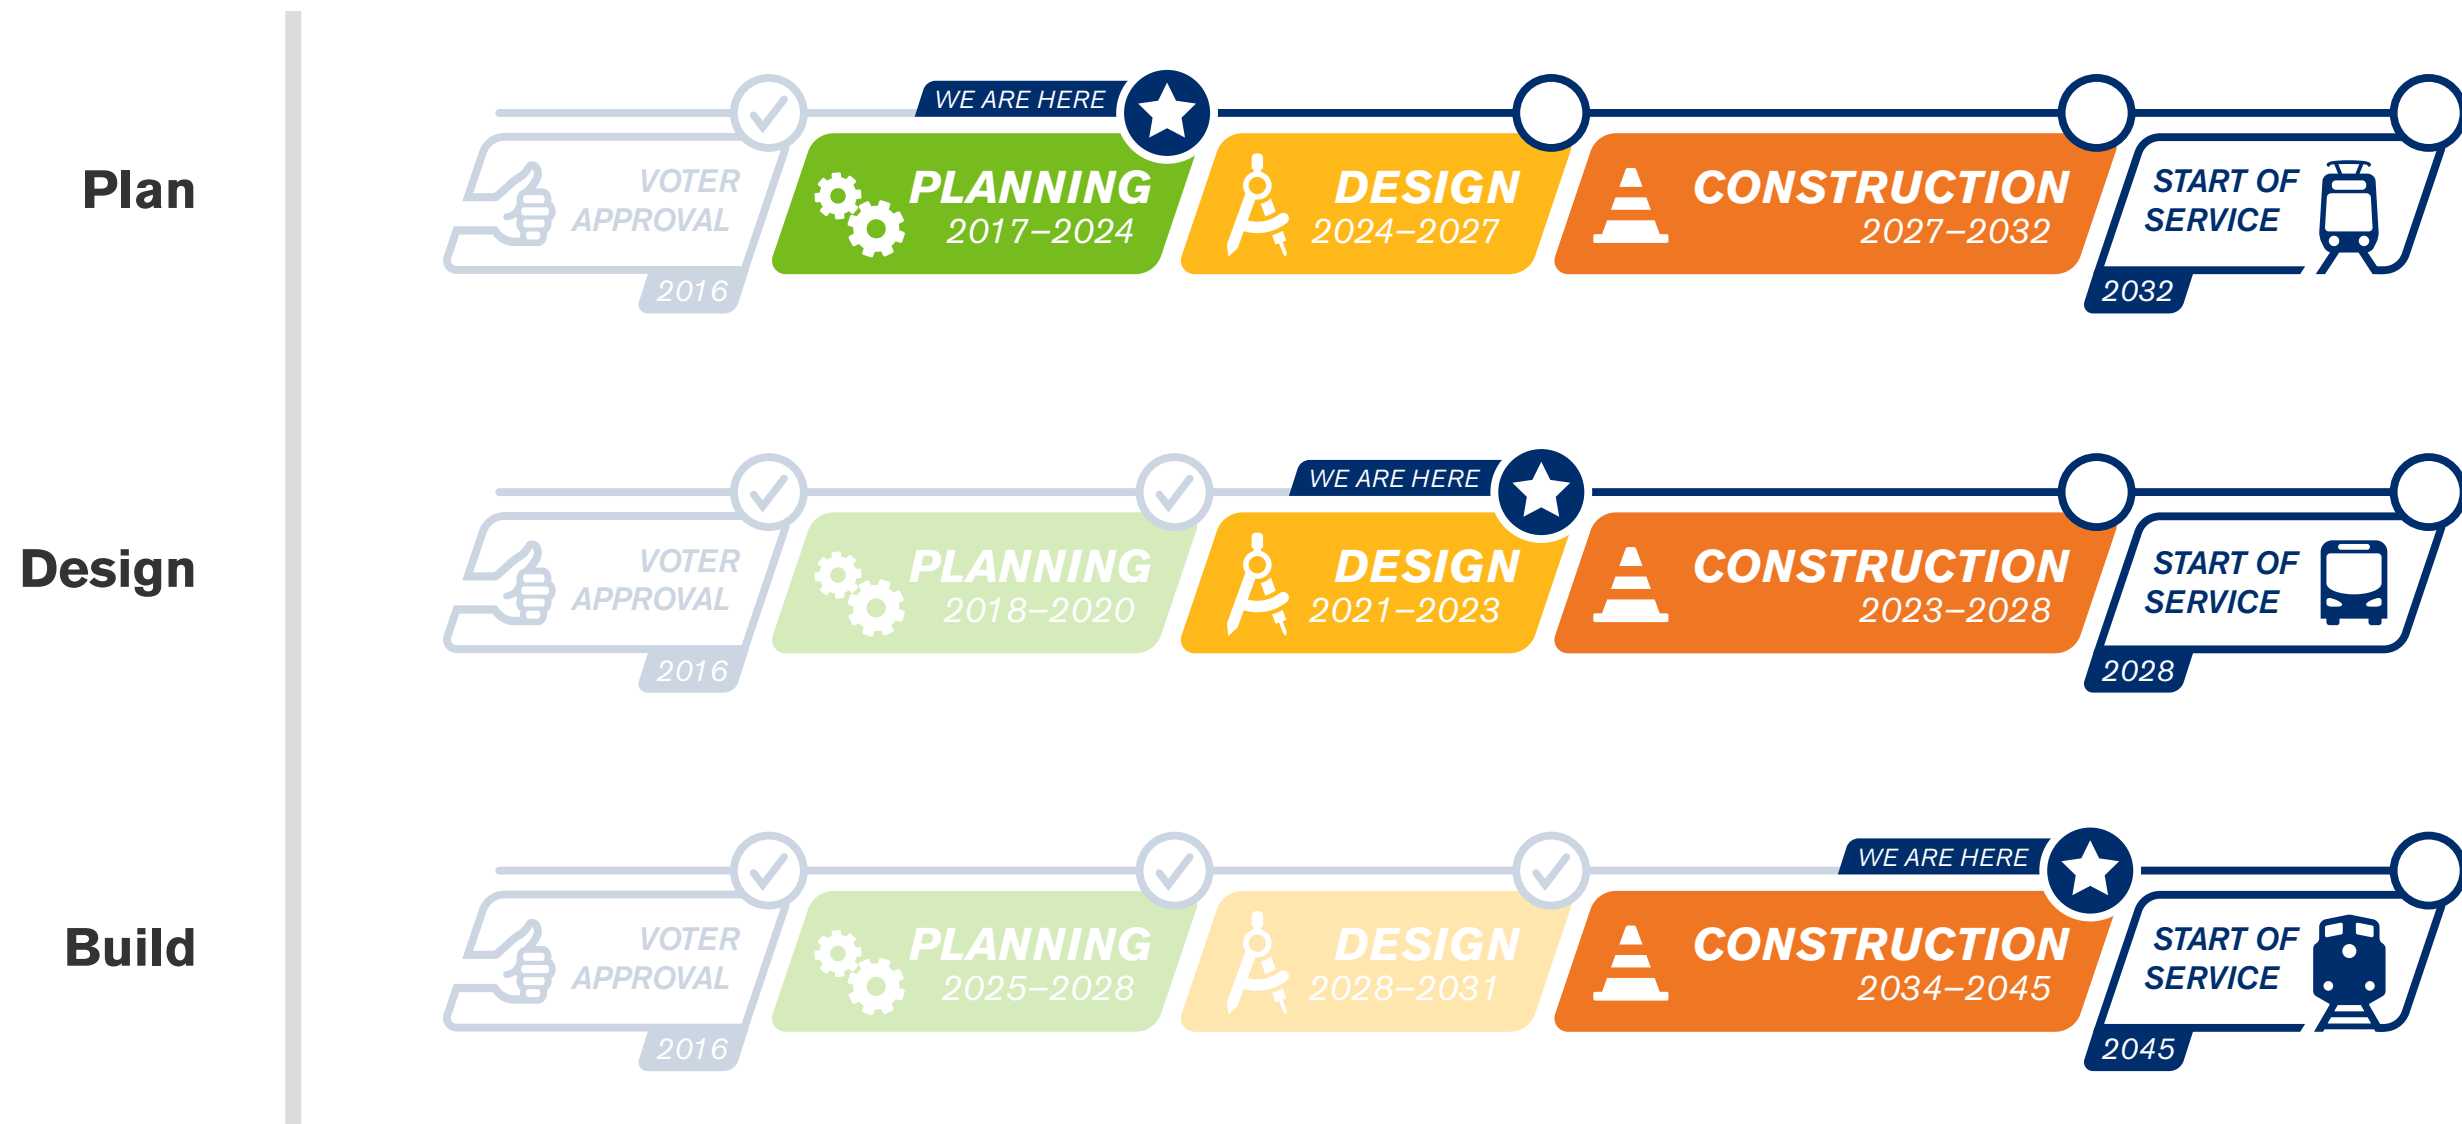 Plan
WE ARE HERE
VOTER
APPROVAL
2016
PLANNING
2017–2024
DESIGN
2024–2027
CONSTRUCTION
2027–2032
START OF
SERVICE
2032
Design
WE ARE HERE
VOTER
APPROVAL
2016
PLANNING
2018–2020
DESIGN
2021–2023
CONSTRUCTION
2023–2028
START OF
SERVICE
2028
Build
WE ARE HERE
VOTER
APPROVAL
2016
PLANNING
2025–2028
DESIGN
2028–2031
CONSTRUCTION
2034–2045
START OF
SERVICE
2045